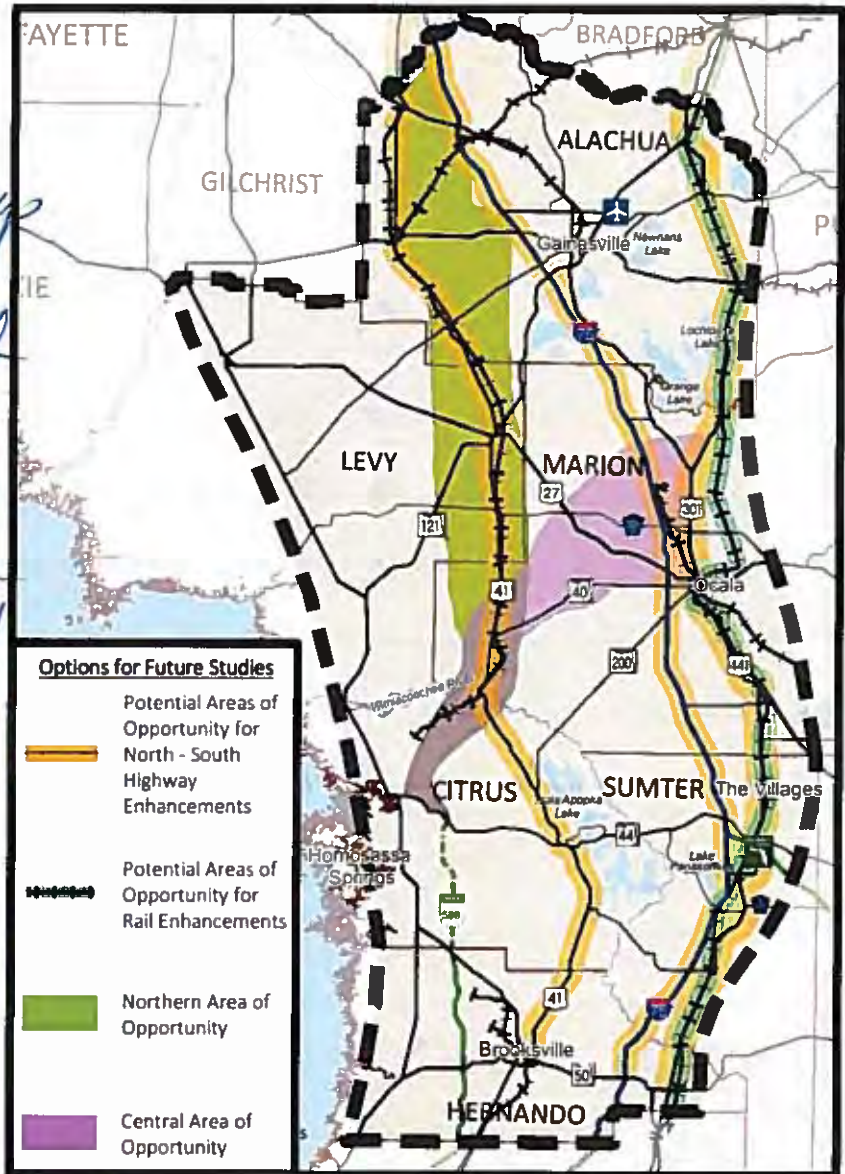 FAYETTE
BRADFORD
ALACHUA
GILCHRIST
Gainesville
Newnans
Lake
Lochloosa
Lake
Orange
Lake
LEVY
MARION
27
301
121
41
40
Ocala
200
441
Withlacoochee
CITRUS
SUMTER
The Villages
Lake
44
Homosassa
Springs
Lake
Panasoffkee
41
Brooksville
50
HERNANDO
Options for Future Studies
Potential Areas of
Opportunity for
North - South
Highway
Enhancements
Potential Areas of
Opportunity for
Rail Enhancements
Northern Area of
Opportunity
Central Area of
Opportunity